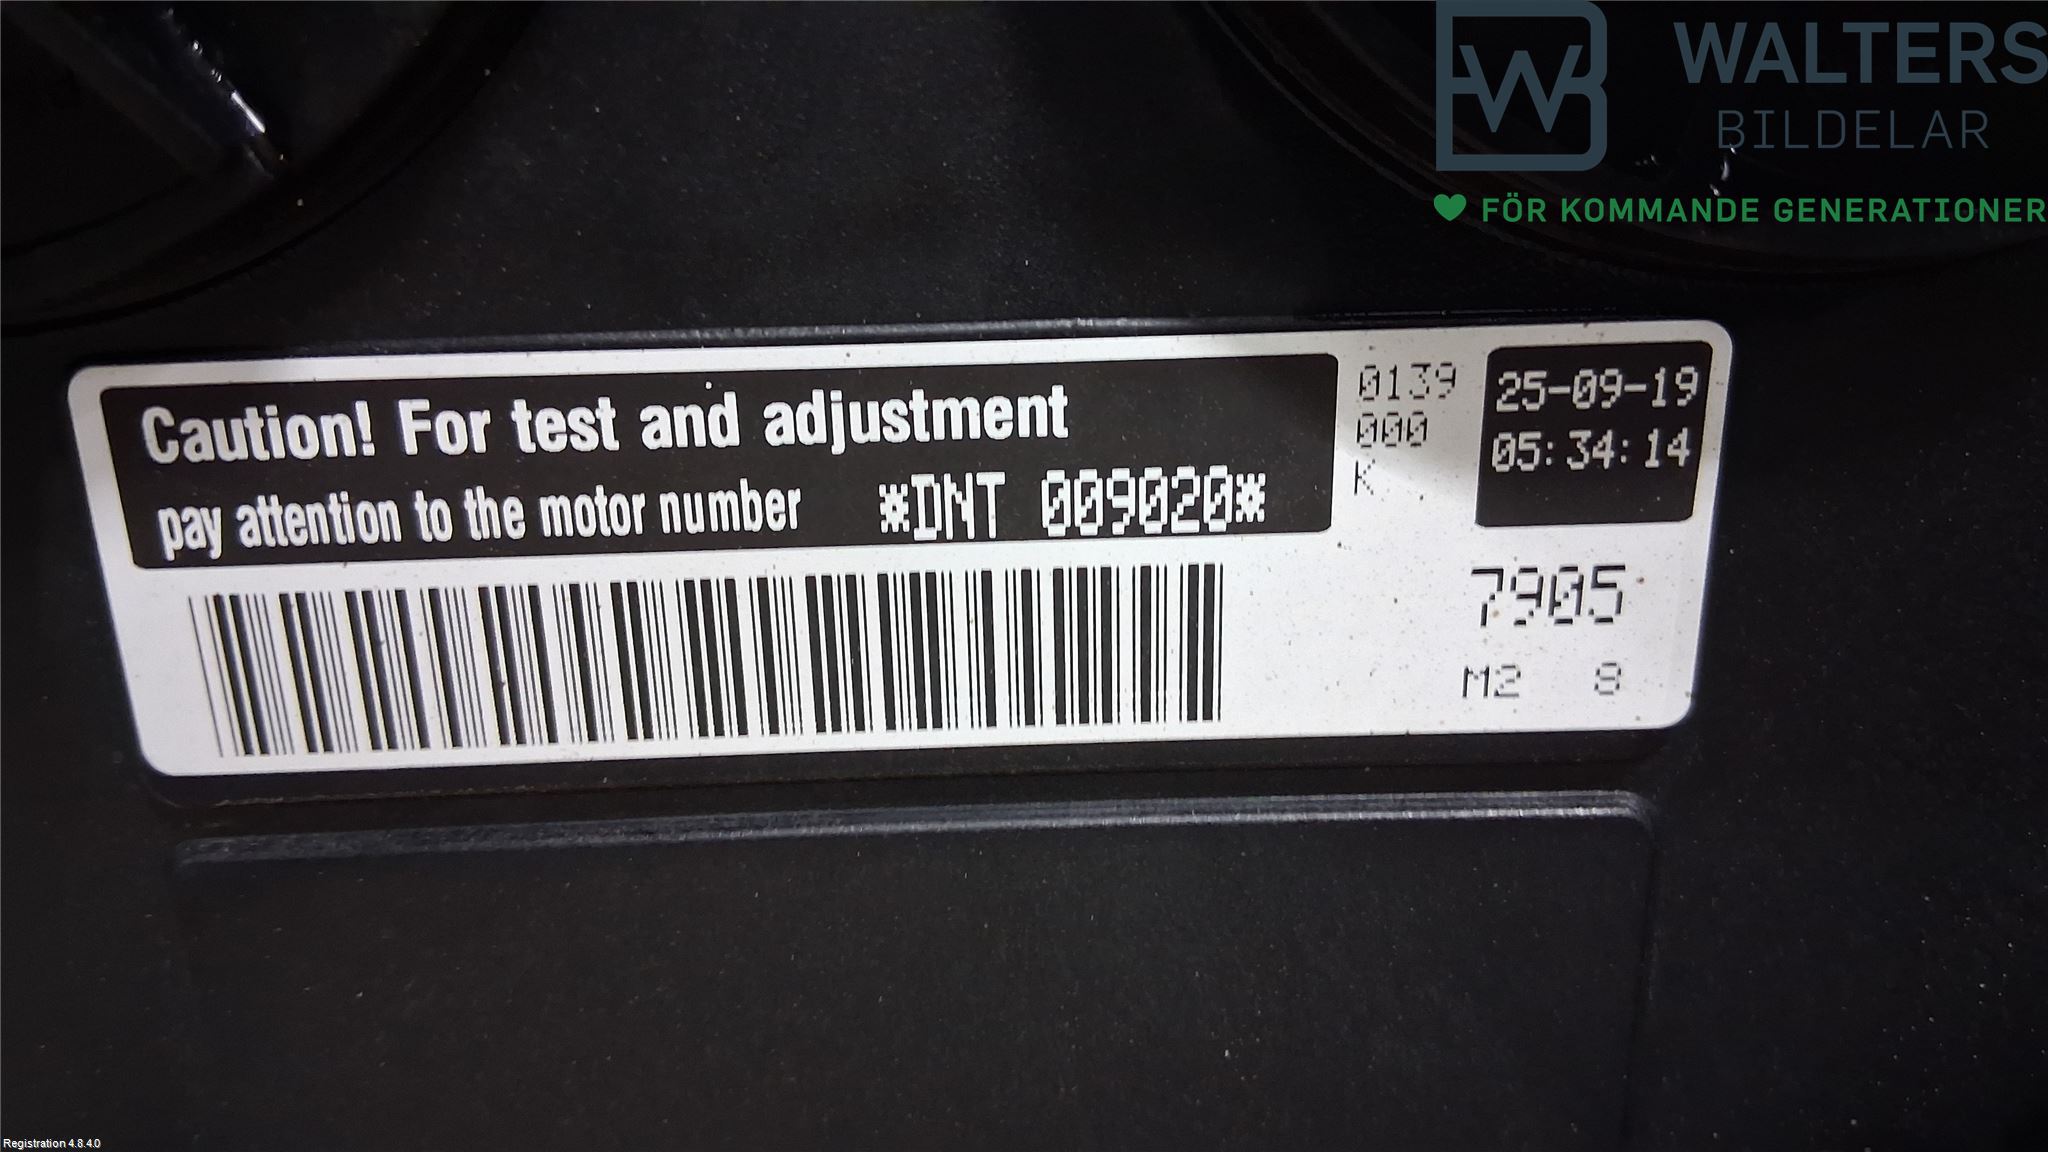 WALTERS
BILDELAR
FÖR KOMMANDE GENERATIONER
Caution! For test and adjustment
pay attention to the motor number *DNT 009020*
0139
000
K
25-09-19
05:34:14
7905
M2 8
Registration 4.8.4.0